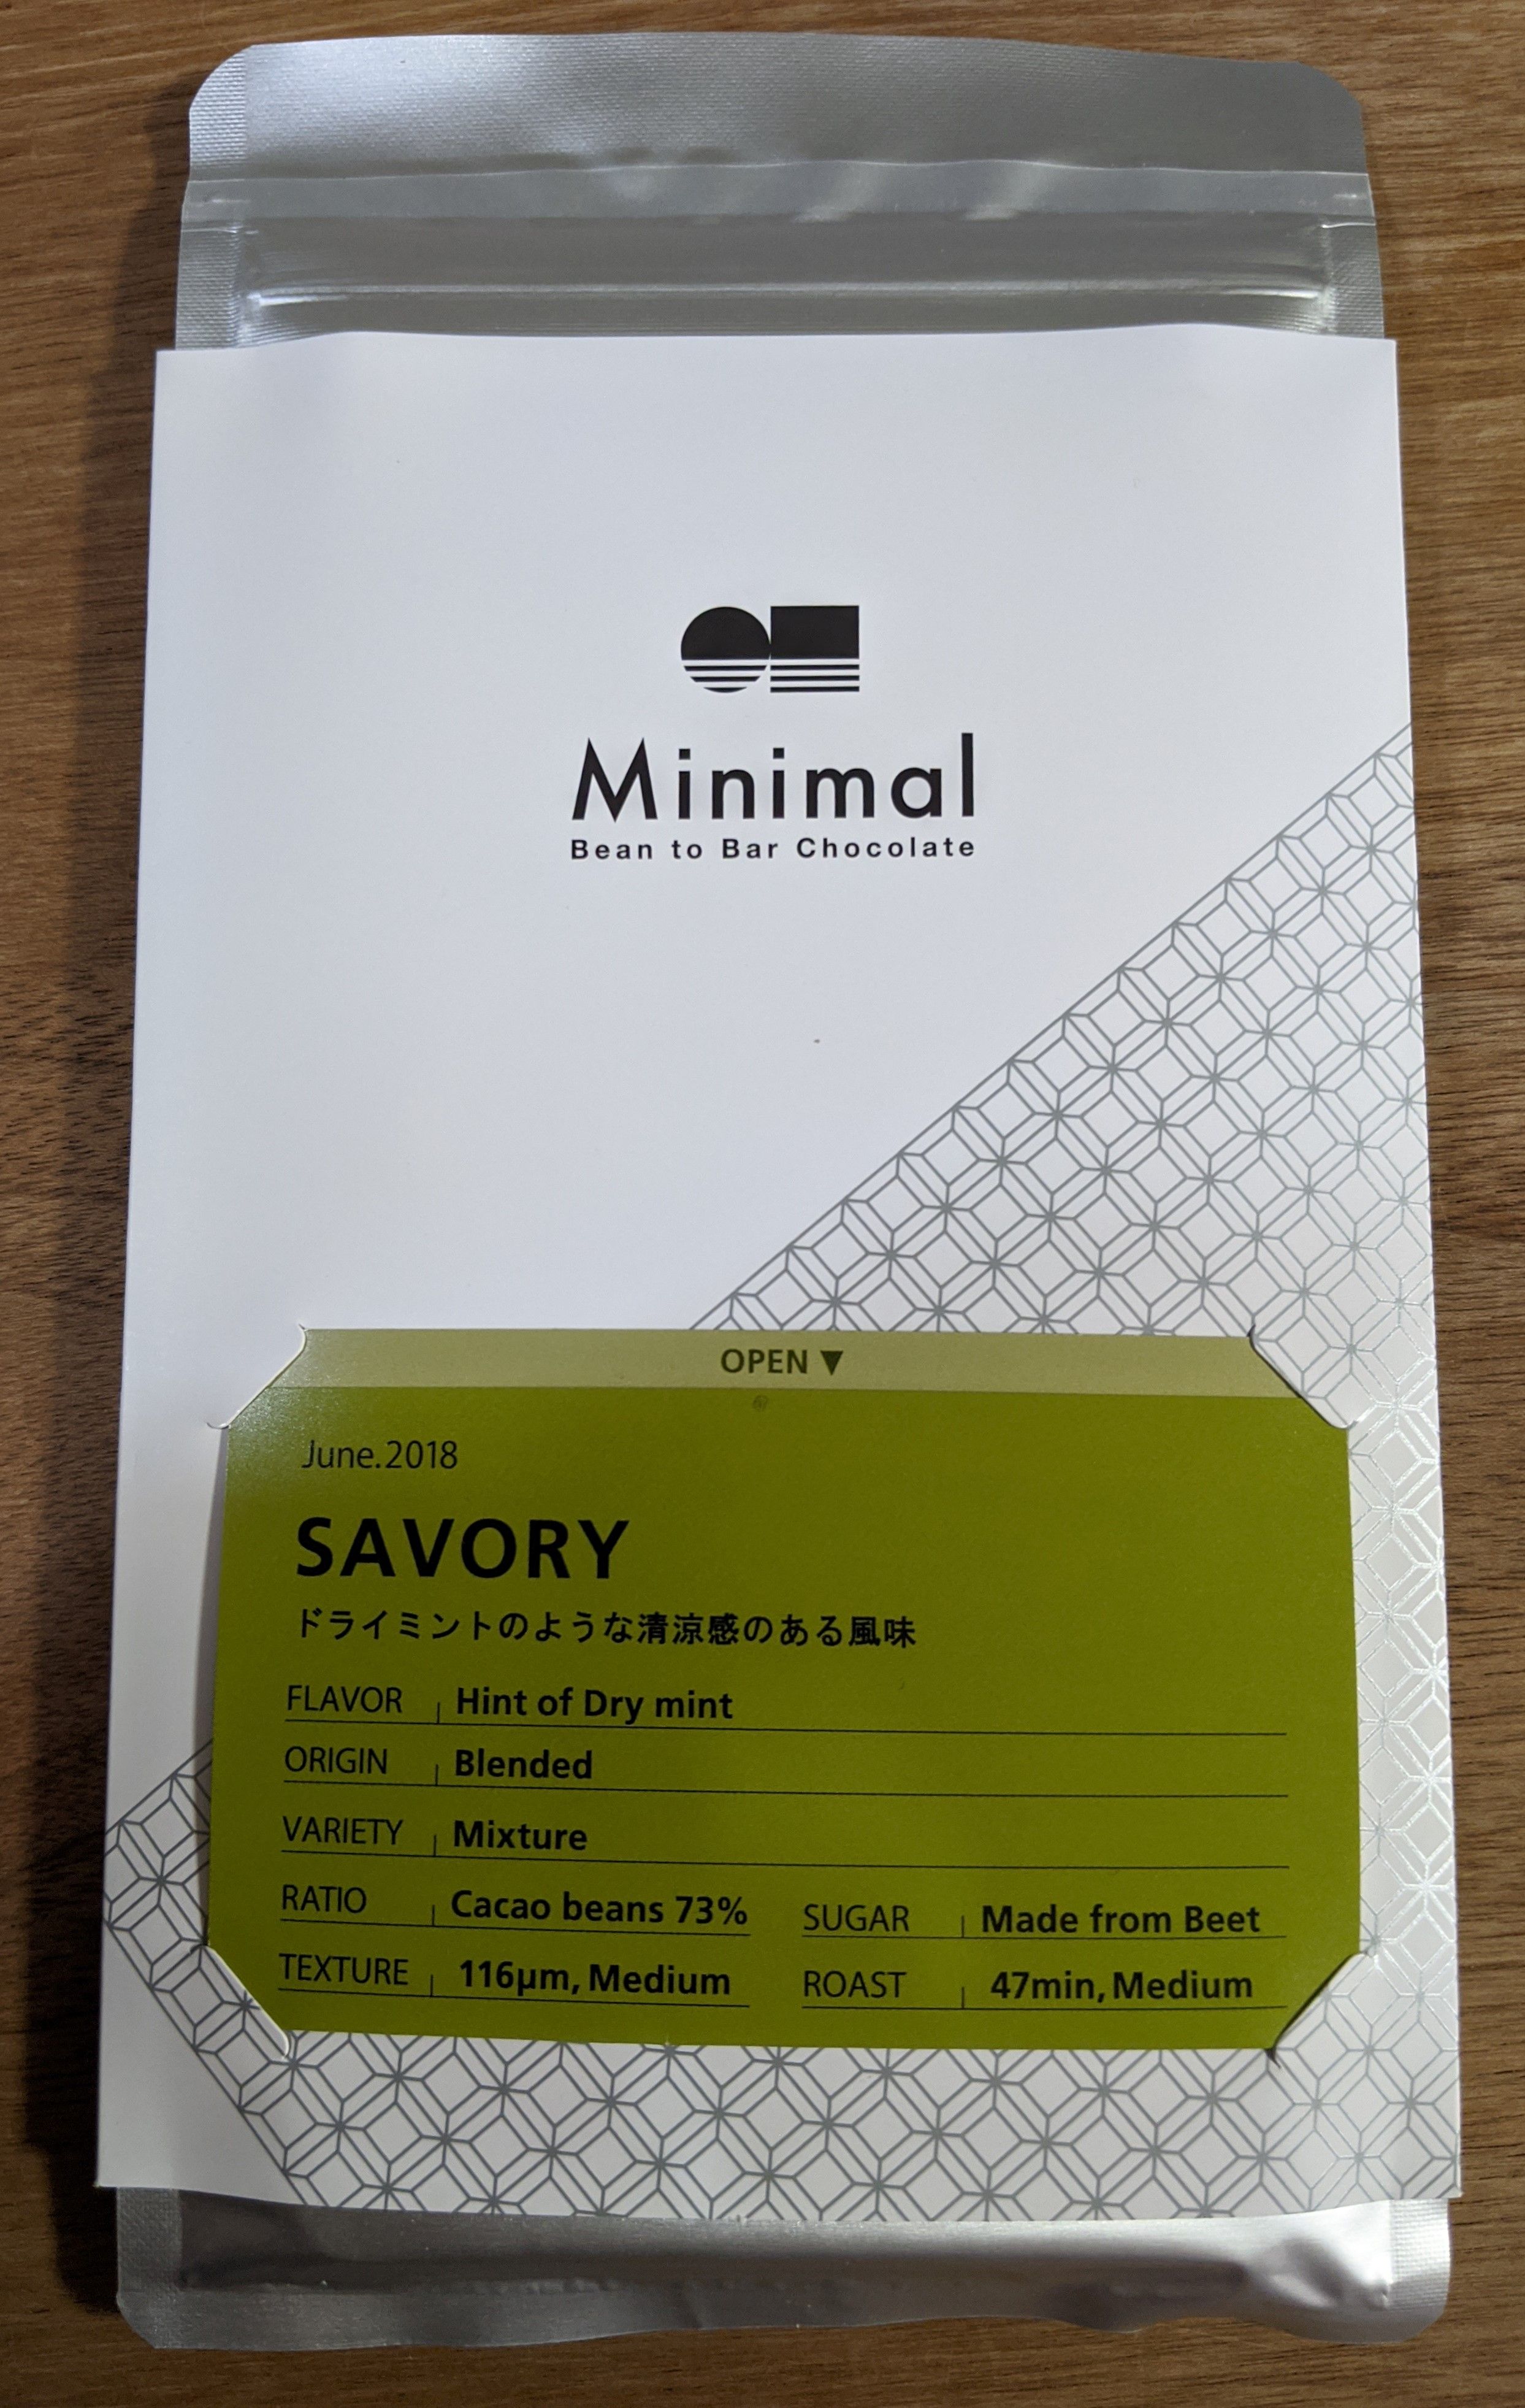 Minimal
Bean to Bar Chocolate
OPEN ▼
June.2018
SAVORY
ドライミントのような清涼感のある風味
FLAVOR Hint of Dry mint
ORIGIN Blended
VARIETY Mixture
RATIO Cacao beans 73% SUGAR Made from Beet
TEXTURE 116μm, Medium ROAST 47min, Medium